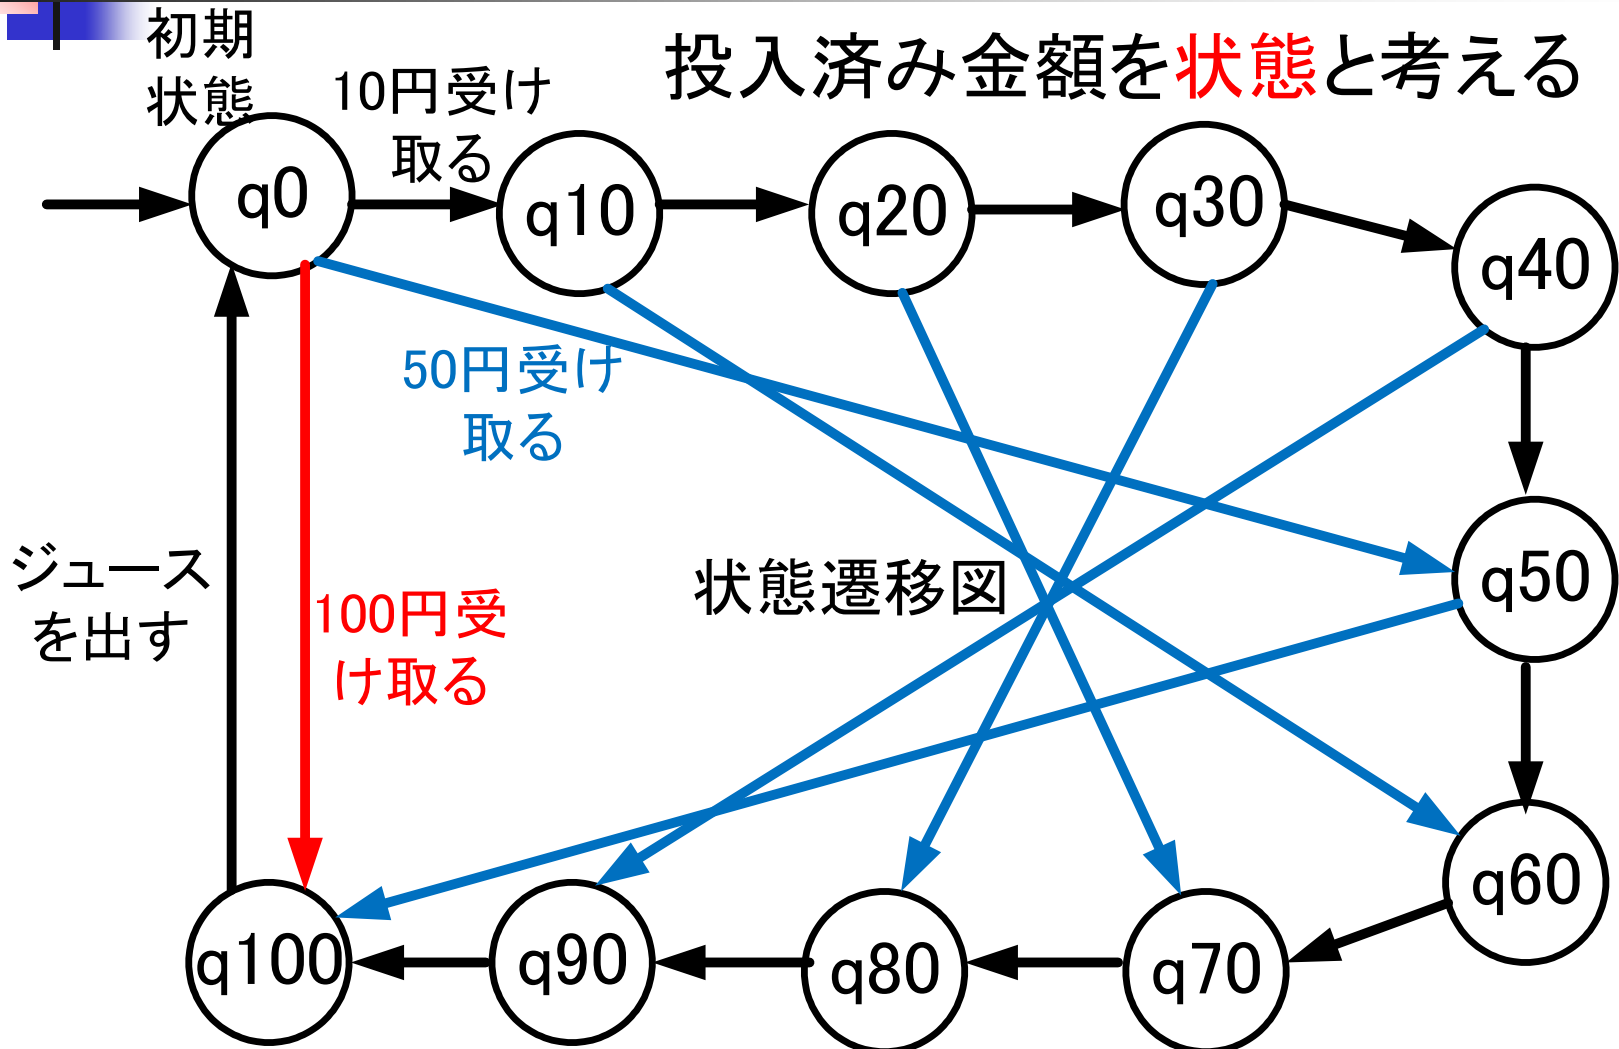 初期
状態
投入済み金額を状態と考える
10円受け
取る
q0
q10
q20
q30
q40
50円受け
取る
ジュース
を出す
100円受
け取る
状態遷移図
q50
q60
q100
q90
q80
q70